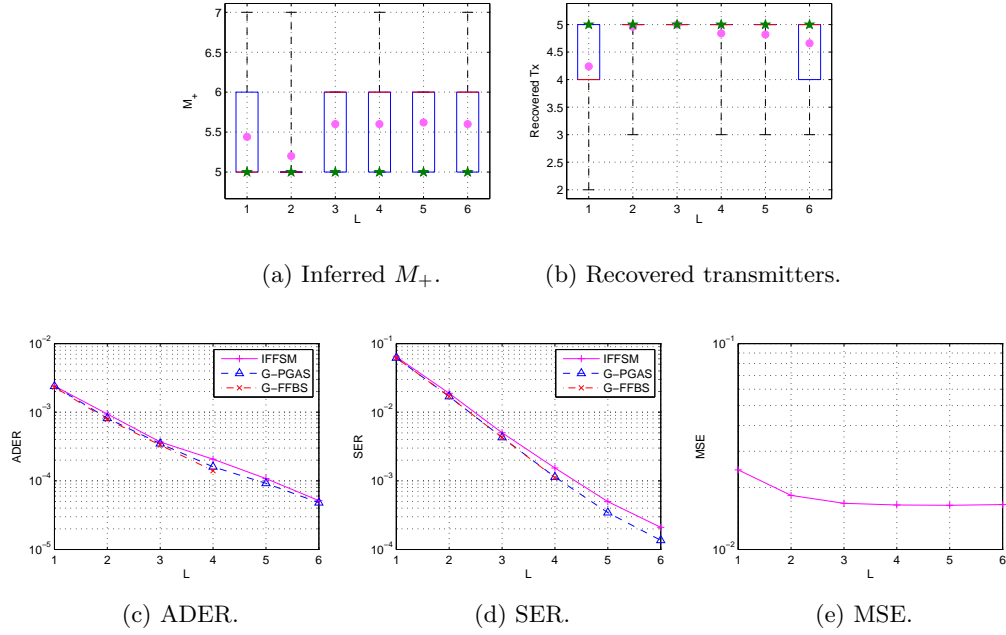 7
6.5
6
5.5
5
M+
1 2 3 4 5 6
L
5
4.5
4
3.5
3
2.5
2
Recovered Tx
1 2 3 4 5 6
L
(a) Inferred M+.
(b) Recovered transmitters.
10^-2
10^-3
10^-4
10^-5
ADER
1 2 3 4 5 6
L
IFFSM
G-PGAS
G-FFBS
10^-1
10^-2
10^-3
10^-4
SER
1 2 3 4 5 6
L
IFFSM
G-PGAS
G-FFBS
10^-1
10^-2
MSE
1 2 3 4 5 6
L
(c) ADER.
(d) SER.
(e) MSE.